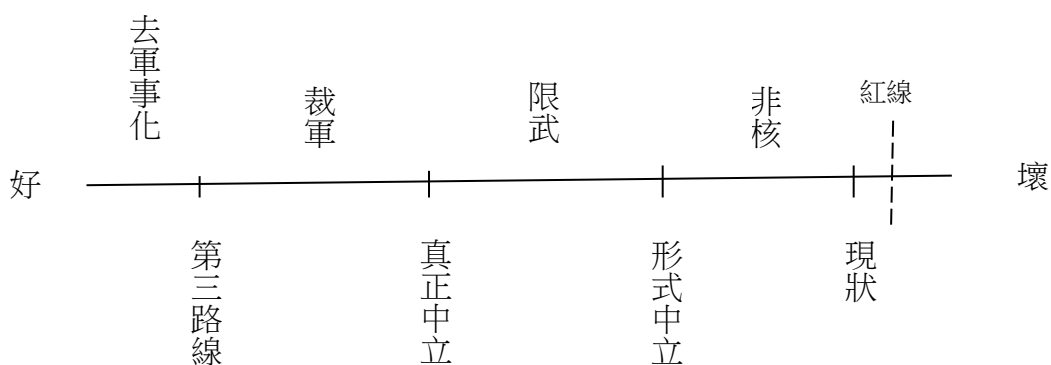 去軍事化
裁軍
限武
非核
紅線
好
壞
第三路線
真正中立
形式中立
現狀